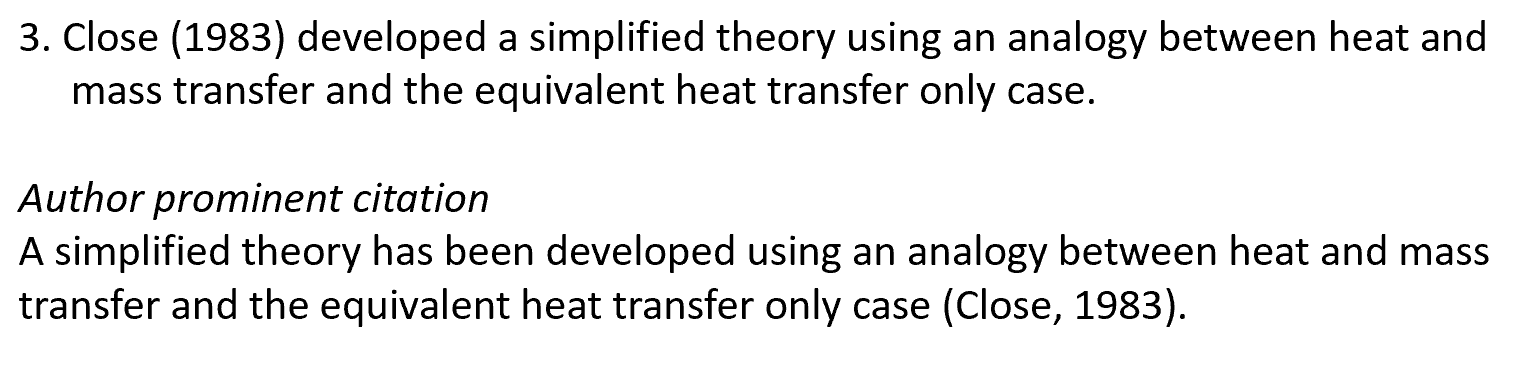 3. Close (1983) developed a simplified theory using an analogy between heat and
mass transfer and the equivalent heat transfer only case.
Author prominent citation
A simplified theory has been developed using an analogy between heat and mass
transfer and the equivalent heat transfer only case (Close, 1983).